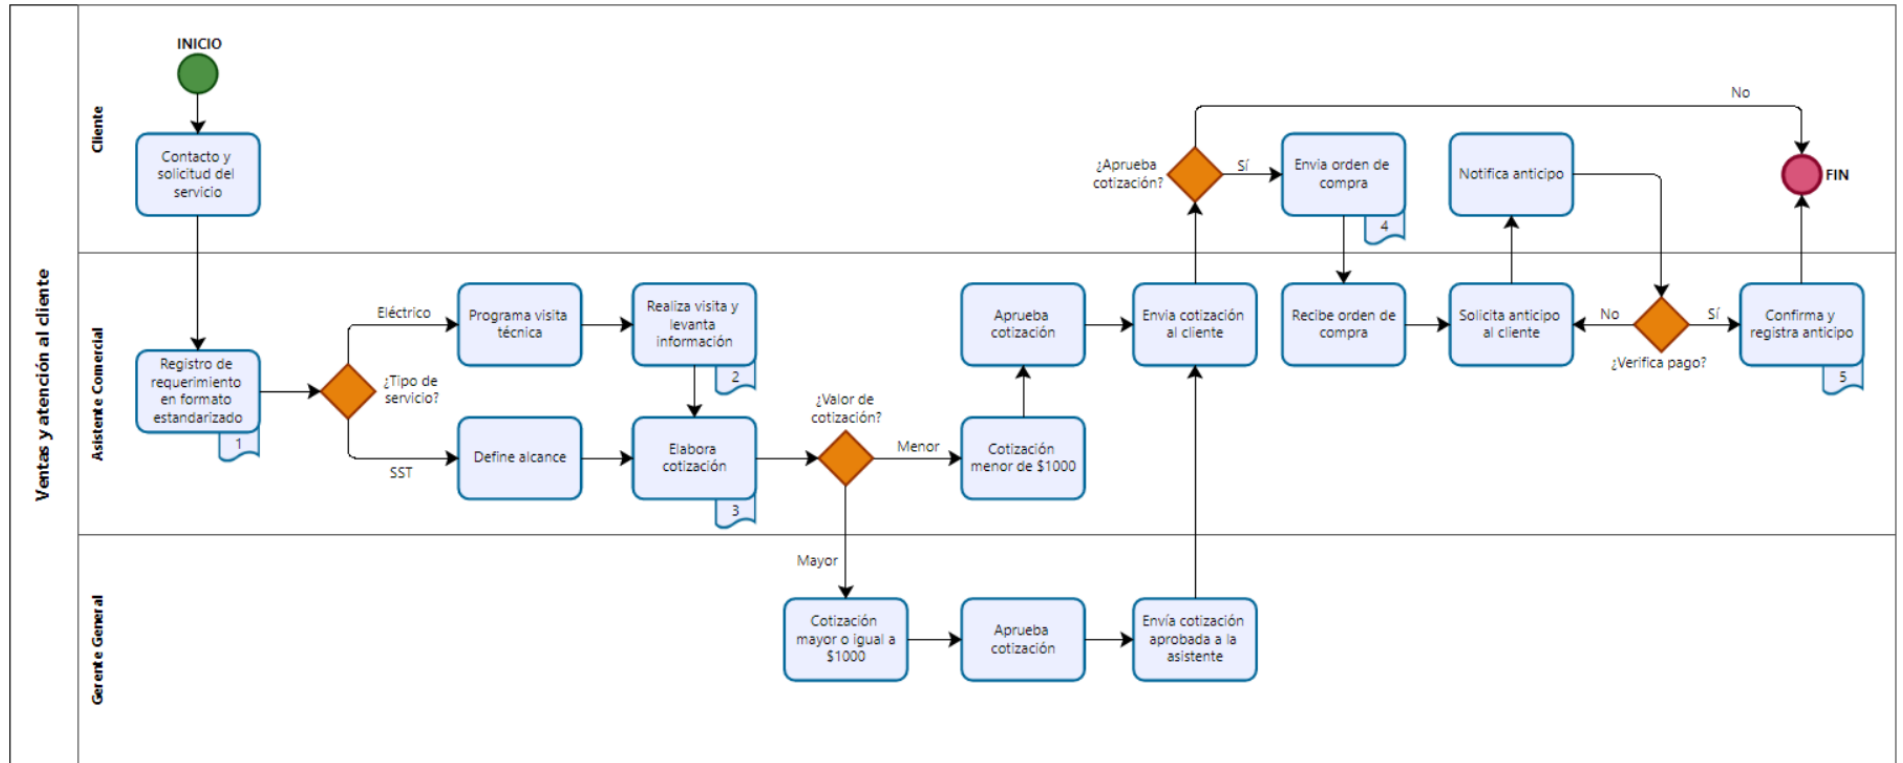 Ventas y atención al cliente
Cliente
INICIO
Contacto y
solicitud del
servicio
¿Aprueba
cotización?
No
Sí
Envia orden de
compra
4
Notifica anticipo
FIN
Asistente Comercial
Registro de
requerimiento
en formato
estandarizado
1
¿Tipo de
servicio?
Eléctrico
SST
Programa visita
técnica
Realiza visita y
levanta
información
2
Define alcance
Elabora
cotización
3
¿Valor de
cotización?
Menor
Mayor
Cotización
menor de $1000
Aprueba
cotización
Envia cotización
al cliente
Recibe orden de
compra
Solicita anticipo
al cliente
No
¿Verifica pago?
Sí
Confirma y
registra anticipo
5
Gerente General
Cotización
mayor o igual a
$1000
Aprueba
cotización
Envía cotización
aprobada a la
asistente